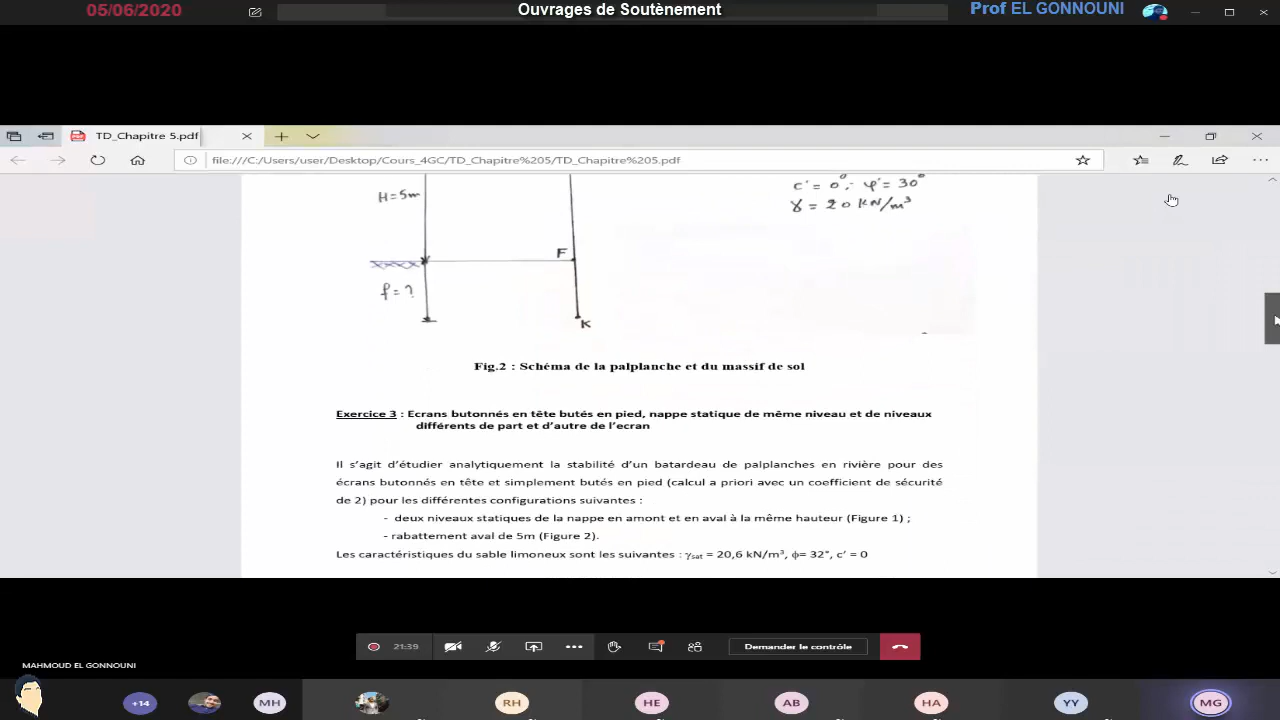 05/06/2020
Ouvrages de Soutènement
Prof EL GONNOUNI
TD_Chapitre 5.pdf
file:///C:/Users/user/Desktop/Cours_4GC/TD_Chapitre%205/TD_Chapitre%205.pdf
H=5m
c'=0°; φ'=30°
γ = 20 KN/m³
F
f=?
K
Fig.2 : Schéma de la palplanche et du massif de sol
Exercice 3 : Ecrans butonnés en tête butés en pied, nappe statique de même niveau et de niveaux
différents de part et d'autre de l'ecran
Il s'agit d'étudier analytiquement la stabilité d'un batardeau de palplanches en rivière pour des
écrans butonnés en tête et simplement butés en pied (calcul a priori avec un coefficient de sécurité
de 2) pour les différentes configurations suivantes :
- deux niveaux statiques de la nappe en amont et en aval à la même hauteur (Figure 1) ;
- rabattement aval de 5m (Figure 2).
Les caractéristiques du sable limoneux sont les suivantes : γsat = 20,6 kN/m³, ϕ= 32°, c' = 0
21:39
Demander le contrôle
MAHMOUD EL GONNOUNI
+14
MH
RH
HE
AB
HA
YY
MG